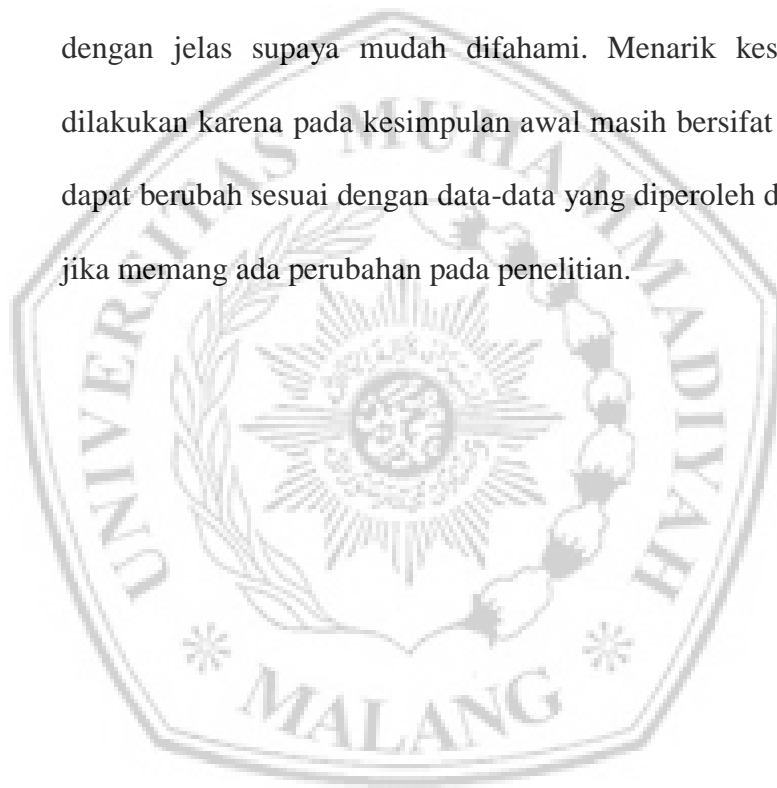 dengan jelas supaya mudah difahami. Menarik kes
dilakukan karena pada kesimpulan awal masih bersifat
dapat berubah sesuai dengan data-data yang diperoleh d
jika memang ada perubahan pada penelitian.
UNIVERSITAS MUHAMMADIYAH
MALANG